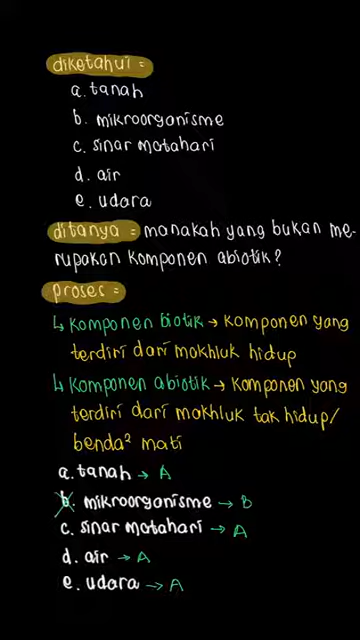 diketahui =
a. tanah
b. mikroorganisme
c. sinar matahari
d. air
e. udara
ditanya = manakah yang bukan me-
rupakan komponen abiotik?
proses =
↳ komponen biotik → komponen yang
terdiri dari makhluk hidup
↳ komponen abiotik → komponen yang
terdiri dari makhluk tak hidup/
benda² mati
a. tanah → A
b. mikroorganisme → B
c. sinar matahari → A
d. air → A
e. udara → A